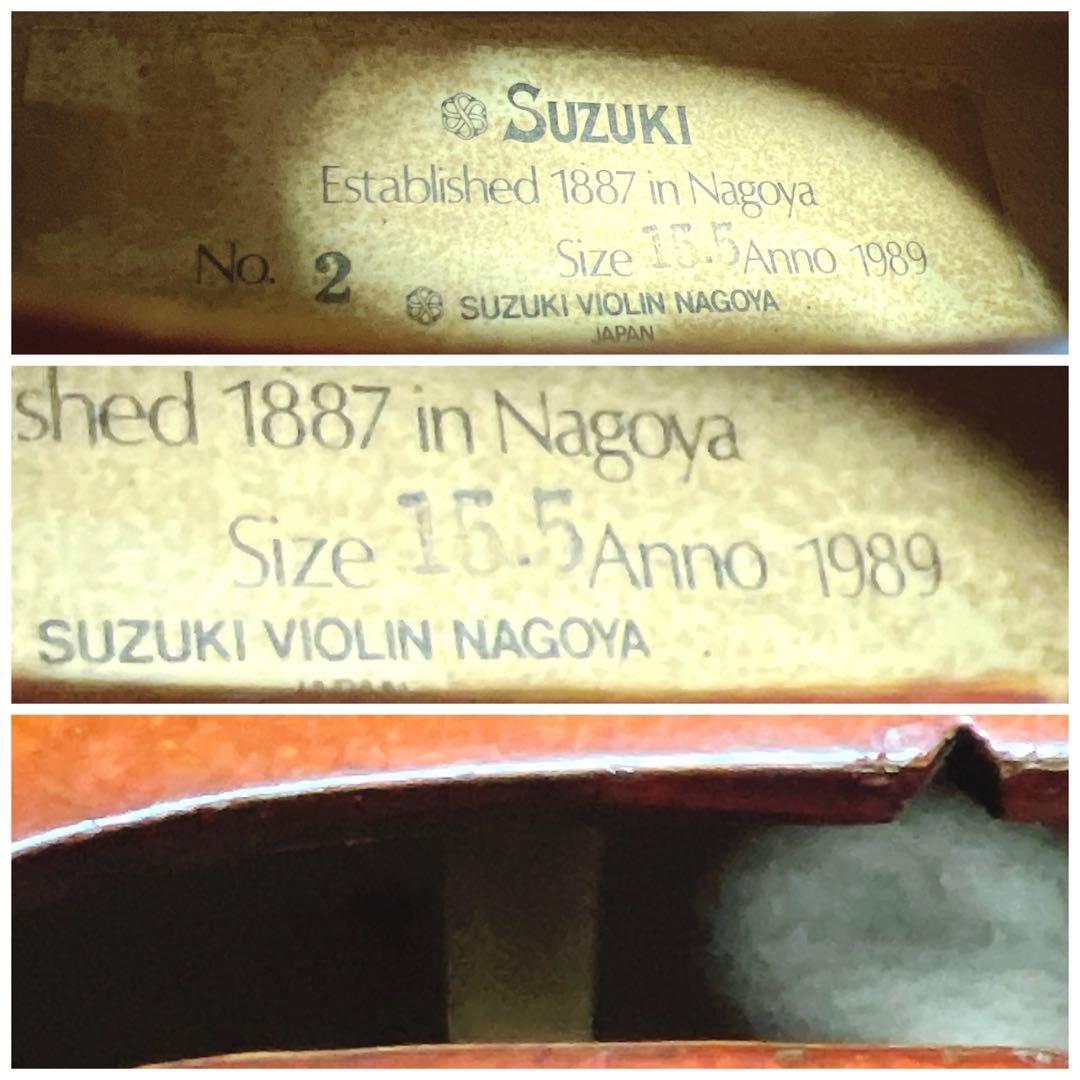 SUZUKI
Established 1887 in Nagoya
No. 2 Size 15.5 Anno 1989
SUZUKI VIOLIN NAGOYA
JAPAN
shed 1887 in Nagoya
Size 15.5 Anno 1989
SUZUKI VIOLIN NAGOYA
JAPAN